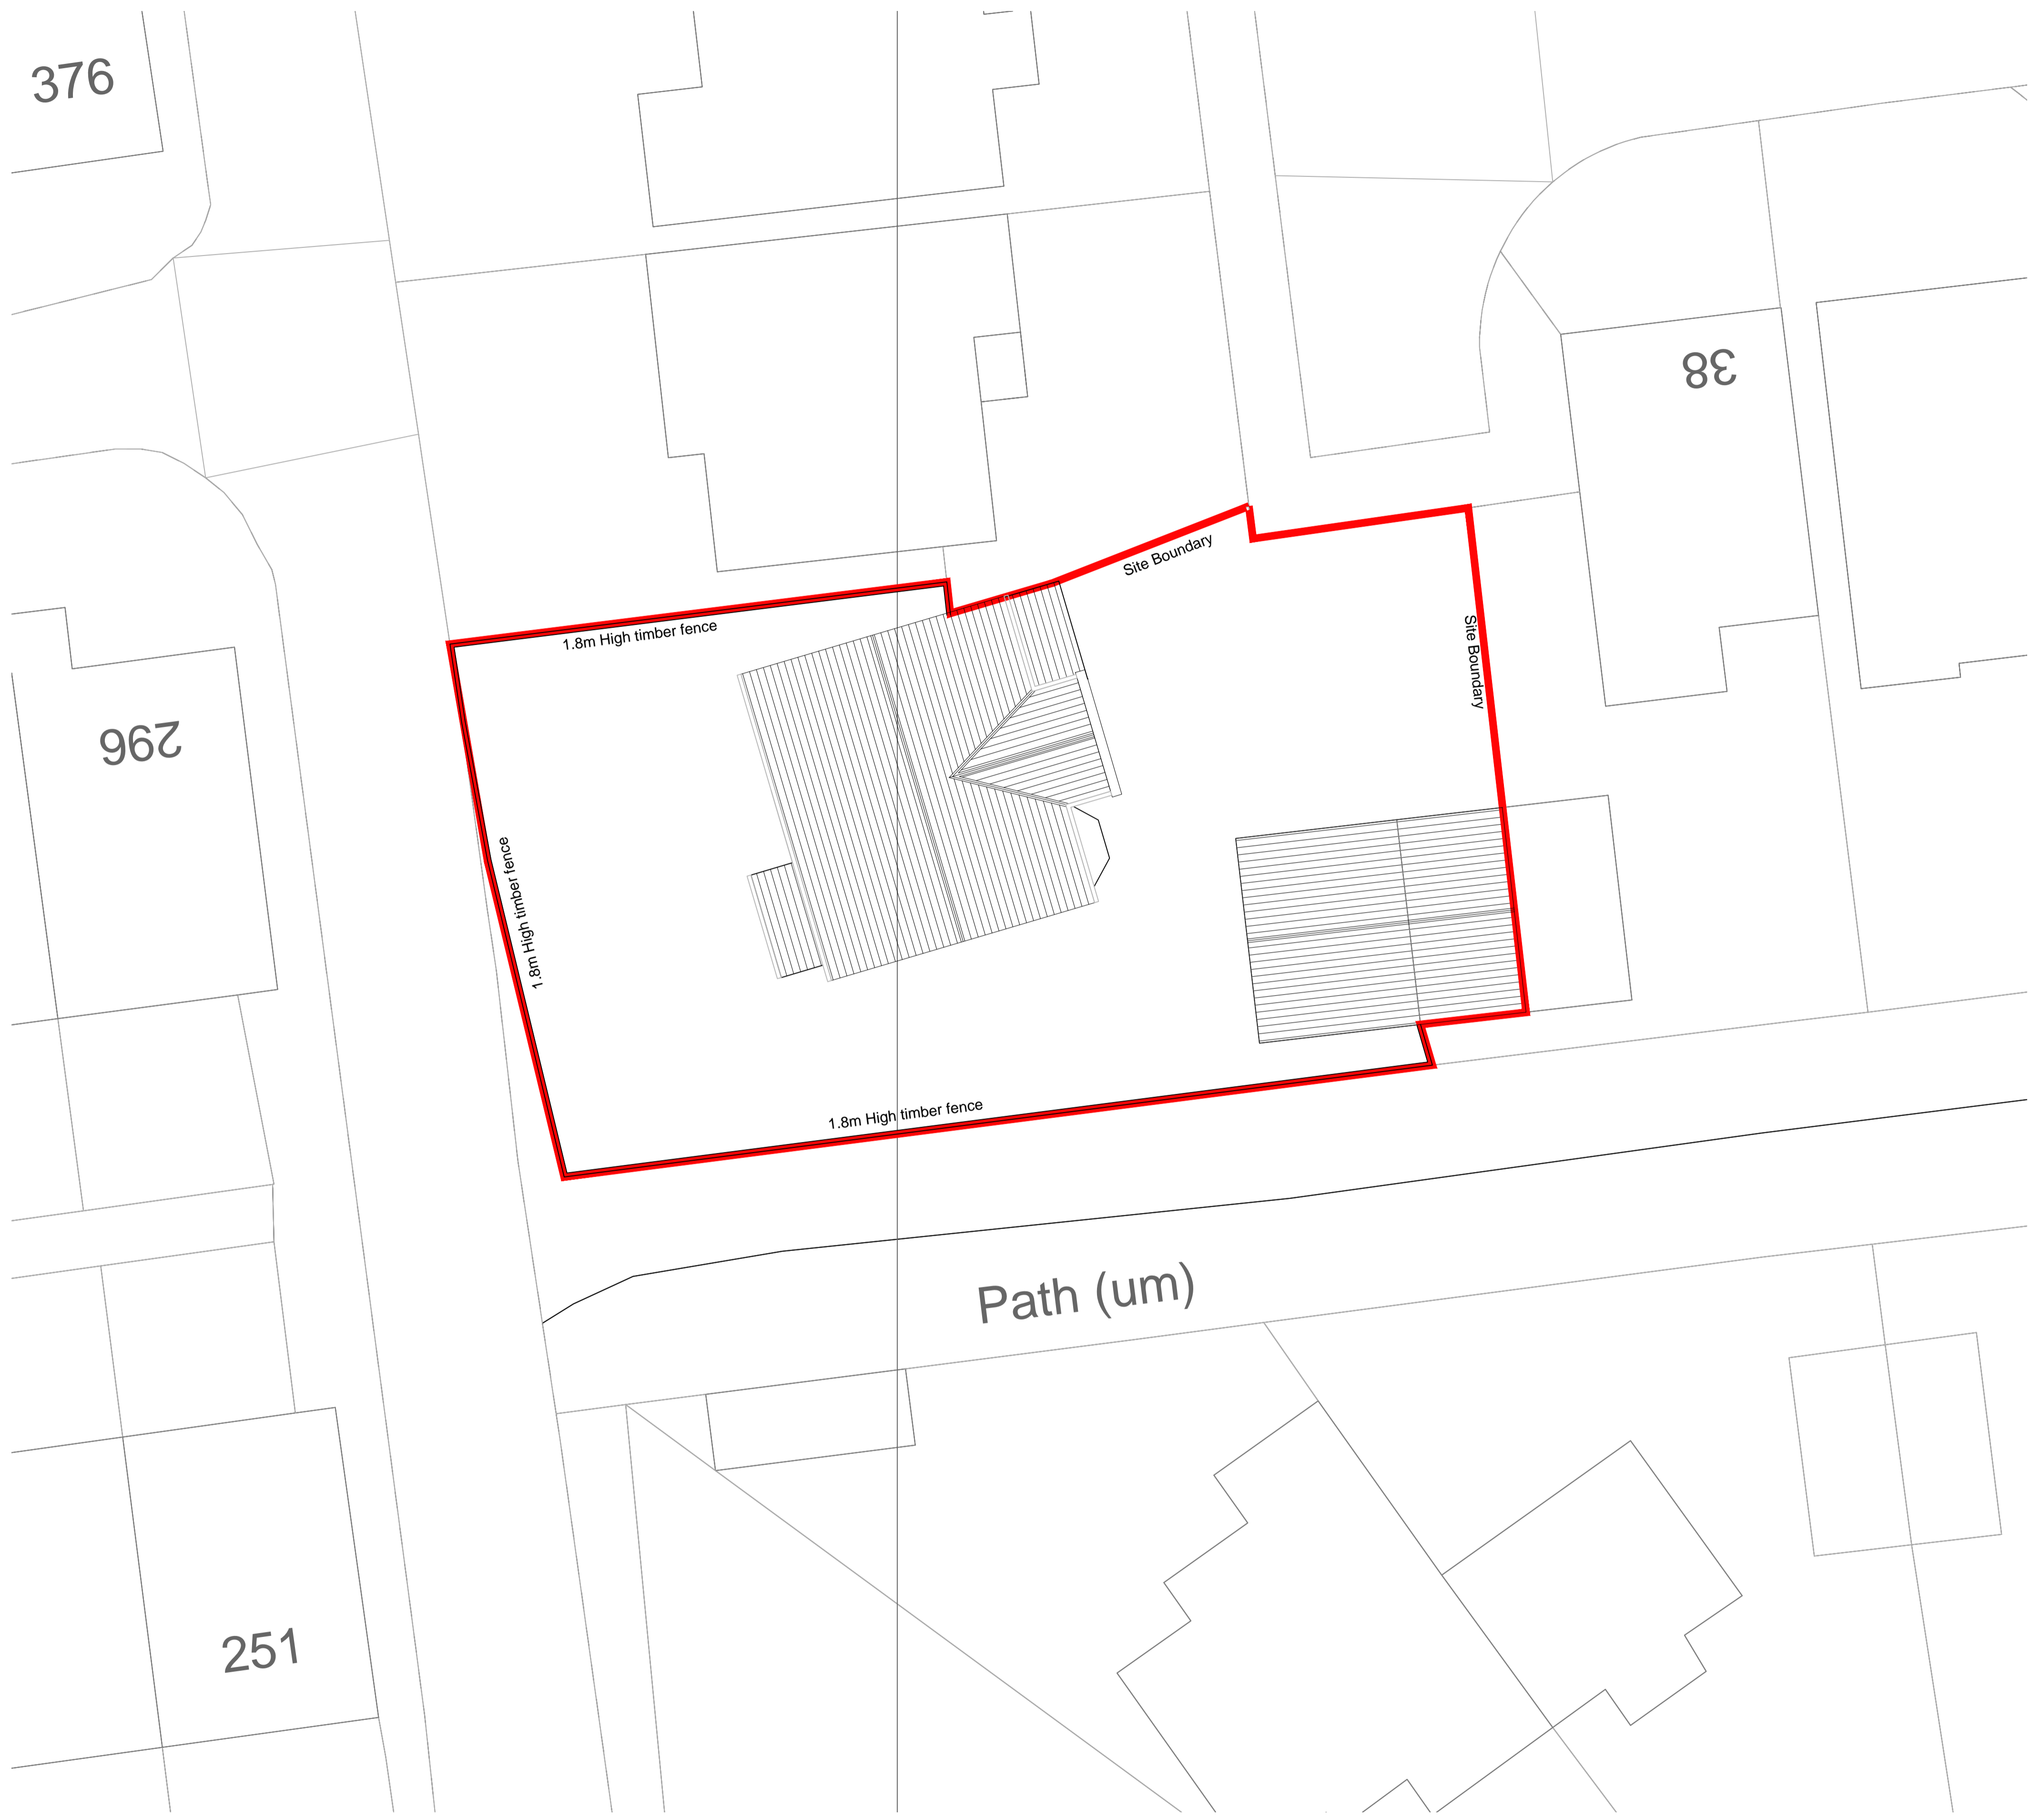 376
38
Site Boundary
1.8m High timber fence
Site Boundary
296
1.8m High timber fence
1.8m High timber fence
Path (um)
251